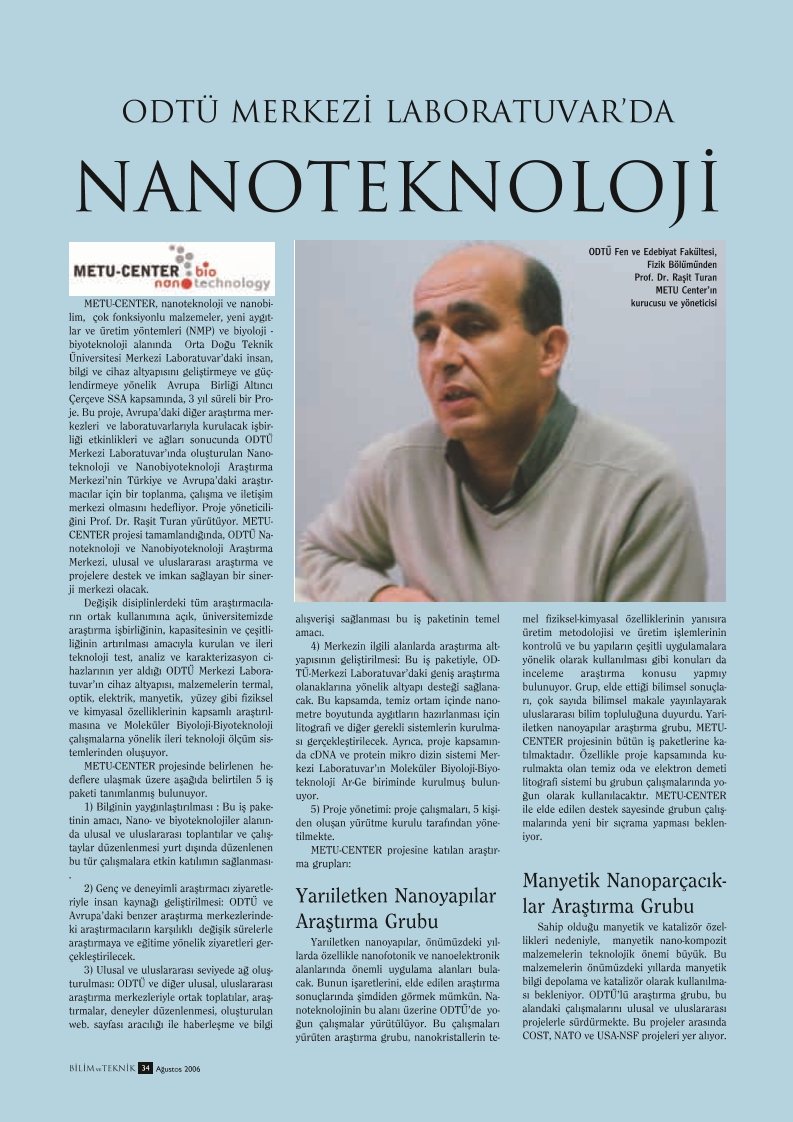 ODTÜ MERKEZİ LABORATUVAR'DA
NANOTEKNOLOJİ
METU-CENTER bio
nanotechnology
ODTÜ Fen ve Edebiyat Fakültesi,
Fizik Bölümünden
Prof. Dr. Raşit Turan
METU Center'ın
kurucusu ve yöneticisi
METU-CENTER, nanoteknoloji ve nanobi-
lim, çok fonksiyonlu malzemeler, yeni aygıt-
lar ve üretim yöntemleri (NMP) ve biyoloji -
biyoteknoloji alanında Orta Doğu Teknik
Üniversitesi Merkezi Laboratuvar'daki insan,
bilgi ve cihaz altyapısını geliştirmeye ve güç-
lendirmeye yönelik Avrupa Birliği Altıncı
Çerçeve SSA kapsamında, 3 yıl süreli bir Pro-
je. Bu proje, Avrupa'daki diğer araştırma mer-
kezleri ve laboratuvarlarıyla kurulacak işbir-
liği etkinlikleri ve ağları sonucunda ODTÜ
Merkezi Laboratuvar'ında oluşturulan Nano-
teknoloji ve Nanobiyoteknoloji Araştırma
Merkezi'nin Türkiye ve Avrupa'daki araştır-
macılar için bir toplanma, çalışma ve iletişim
merkezi olmasını hedefliyor. Proje yöneticili-
ğini Prof. Dr. Raşit Turan yürütüyor. METU-
CENTER projesi tamamlandığında, ODTÜ Na-
noteknoloji ve Nanobiyoteknoloji Araştırma
Merkezi, ulusal ve uluslararası araştırma ve
projelere destek ve imkan sağlayan bir siner-
ji merkezi olacak.
Değişik disiplinlerdeki tüm araştırmacıla-
rın ortak kullanımına açık, üniversitemizde
araştırma işbirliğinin, kapasitesinin ve çeşitli-
liğinin artırılması amacıyla kurulan ve ileri
teknoloji test, analiz ve karakterizasyon ci-
hazlarının yer aldığı ODTÜ Merkezi Labora-
tuvar'ın cihaz altyapısı, malzemelerin termal,
optik, elektrik, manyetik, yüzey gibi fiziksel
ve kimyasal özelliklerinin kapsamlı araştırıl-
masına ve Moleküler Biyoloji-Biyoteknoloji
çalışmalarna yönelik ileri teknoloji ölçüm sis-
temlerinden oluşuyor.
METU-CENTER projesinde belirlenen he-
deflere ulaşmak üzere aşağıda belirtilen 5 iş
paketi tanımlanmış bulunuyor.
1) Bilginin yaygınlaştırılması : Bu iş pake-
tinin amacı, Nano- ve biyoteknolojiler alanın-
da ulusal ve uluslararası toplantılar ve çalış-
taylar düzenlenmesi yurt dışında düzenlenen
bu tür çalışmalara etkin katılımın sağlanması-
.
2) Genç ve deneyimli araştırmacı ziyaretle-
riyle insan kaynağı geliştirilmesi: ODTÜ ve
Avrupa'daki benzer araştırma merkezlerinde-
ki araştırmacıların karşılıklı değişik sürelerle
araştırmaya ve eğitime yönelik ziyaretleri ger-
çekleştirilecek.
3) Ulusal ve uluslararası seviyede ağ oluş-
turulması: ODTÜ ve diğer ulusal, uluslararası
araştırma merkezleriyle ortak toplatılar, araş-
tırmalar, deneyler düzenlenmesi, oluşturulan
web. sayfası aracılığı ile haberleşme ve bilgi
alışverişi sağlanması bu iş paketinin temel
amacı.
4) Merkezin ilgili alanlarda araştırma alt-
yapısının geliştirilmesi: Bu iş paketiyle, OD-
TÜ-Merkezi Laboratuvar'daki geniş araştırma
olanaklarına yönelik altyapı desteği sağlana-
cak. Bu kapsamda, temiz ortam içinde nano-
metre boyutunda aygıtların hazırlanması için
litografi ve diğer gerekli sistemlerin kurulma-
sı gerçekleştirilecek. Ayrıca, proje kapsamın-
da cDNA ve protein mikro dizin sistemi Mer-
kezi Laboratuvar'ın Moleküler Biyoloji-Biyo-
teknoloji Ar-Ge biriminde kurulmuş bulun-
uyor.
5) Proje yönetimi: proje çalışmaları, 5 kişi-
den oluşan yürütme kurulu tarafından yöne-
tilmekte.
METU-CENTER projesine katılan araştır-
ma grupları:
Yarıiletken Nanoyapılar
Araştırma Grubu
Yarıiletken nanoyapılar, önümüzdeki yıl-
larda özellikle nanofotonik ve nanoelektronik
alanlarında önemli uygulama alanları bula-
cak. Bunun işaretlerini, elde edilen araştırma
sonuçlarında şimdiden görmek mümkün. Na-
noteknolojinin bu alanı üzerine ODTÜ'de yo-
ğun çalışmalar yürütülüyor. Bu çalışmaları
yürüten araştırma grubu, nanokristallerin te-
mel fiziksel-kimyasal özelliklerinin yanısıra
üretim metodolojisi ve üretim işlemlerinin
kontrolü ve bu yapıların çeşitli uygulamalara
yönelik olarak kullanılması gibi konuları da
inceleme araştırma konusu yapmıy
bulunuyor. Grup, elde ettiği bilimsel sonuçla-
rı, çok sayıda bilimsel makale yayınlayarak
uluslararası bilim topluluğuna duyurdu. Yarı-
iletken nanoyapılar araştırma grubu, METU-
CENTER projesinin bütün iş paketlerine ka-
tılmaktadır. Özellikle proje kapsamında ku-
rulmakta olan temiz oda ve elektron demeti
litografi sistemi bu grubun çalışmalarında yo-
ğun olarak kullanılacaktır. METU-CENTER
ile elde edilen destek sayesinde grubun çalış-
malarında yeni bir sıçrama yapması beklen-
iyor.
Manyetik Nanoparçacık-
lar Araştırma Grubu
Sahip olduğu manyetik ve katalizör özel-
likleri nedeniyle, manyetik nano-kompozit
malzemelerin teknolojik önemi büyük. Bu
malzemelerin önümüzdeki yıllarda manyetik
bilgi depolama ve katalizör olarak kullanılma-
sı bekleniyor. ODTÜ'lü araştırma grubu, bu
alandaki çalışmalarını ulusal ve uluslararası
projelerle sürdürmekte. Bu projeler arasında
COST, NATO ve USA-NSF projeleri yer alıyor.
BİLİM ve TEKNİK 34 Ağustos 2006